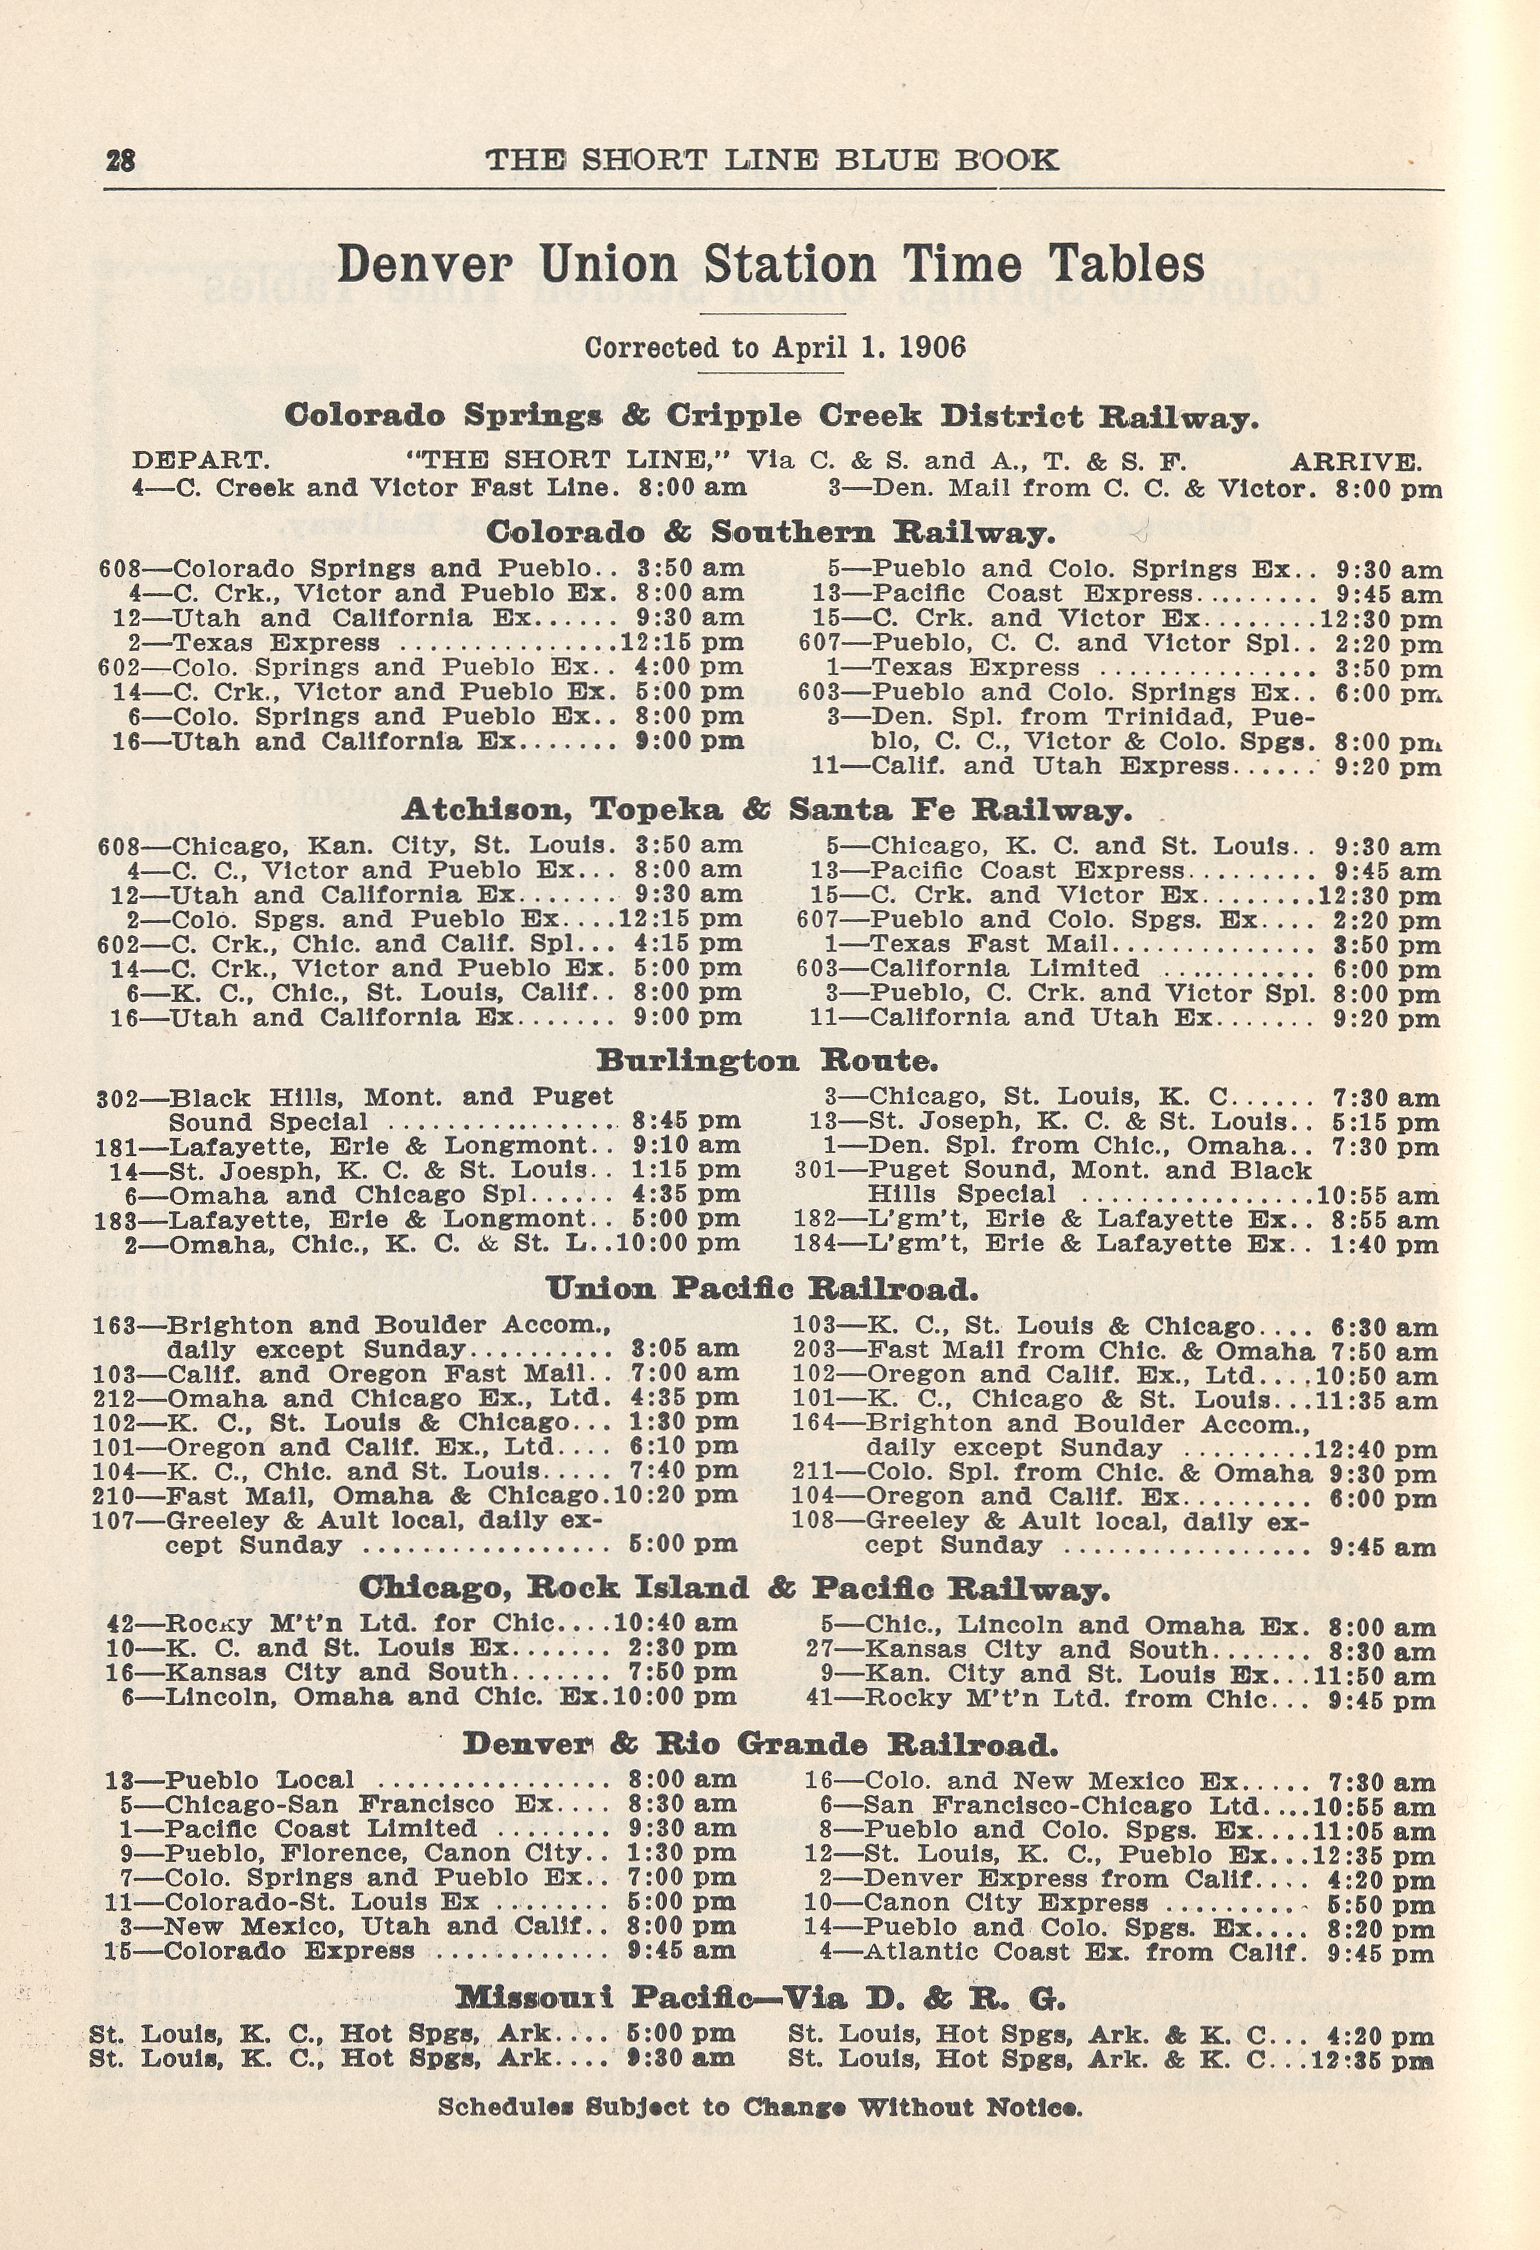 28 THE SHORT LINE BLUE BOOK
Denver Union Station Time Tables
Corrected to April 1. 1906
Colorado Springs & Cripple Creek District Railway.
DEPART. "THE SHORT LINE," Via C. & S. and A., T. & S. F. ARRIVE.
4—C. Creek and Victor Fast Line. 8:00 am
3—Den. Mail from C. C. & Victor. 8:00 pm
Colorado & Southern Railway.
608—Colorado Springs and Pueblo.. 3:50 am
4—C. Crk., Victor and Pueblo Ex. 8:00 am
12—Utah and California Ex...... 9:30 am
2—Texas Express ...............12:15 pm
602—Colo. Springs and Pueblo Ex.. 4:00 pm
14—C. Crk., Victor and Pueblo Ex. 5:00 pm
6—Colo. Springs and Pueblo Ex.. 8:00 pm
16—Utah and California Ex....... 9:00 pm
5—Pueblo and Colo. Springs Ex.. 9:30 am
13—Pacific Coast Express......... 9:45 am
15—C. Crk. and Victor Ex........12:30 pm
607—Pueblo, C. C. and Victor Spl.. 2:20 pm
1—Texas Express ............... 3:50 pm
603—Pueblo and Colo. Springs Ex.. 6:00 pm
3—Den. Spl. from Trinidad, Pue-
blo, C. C., Victor & Colo. Spgs. 8:00 pm
11—Calif. and Utah Express...... 9:20 pm
Atchison, Topeka & Santa Fe Railway.
608—Chicago, Kan. City, St. Louis. 3:50 am
4—C. C., Victor and Pueblo Ex... 8:00 am
12—Utah and California Ex....... 9:30 am
2—Colo. Spgs. and Pueblo Ex....12:15 pm
602—C. Crk., Chic. and Calif. Spl... 4:15 pm
14—C. Crk., Victor and Pueblo Ex. 5:00 pm
6—K. C., Chic., St. Louis, Calif.. 8:00 pm
16—Utah and California Ex....... 9:00 pm
5—Chicago, K. C. and St. Louis.. 9:30 am
13—Pacific Coast Express......... 9:45 am
15—C. Crk. and Victor Ex........12:30 pm
607—Pueblo and Colo. Spgs. Ex.... 2:20 pm
1—Texas Fast Mail.............. 3:50 pm
603—California Limited ........... 6:00 pm
3—Pueblo, C. Crk. and Victor Spl. 8:00 pm
11—California and Utah Ex....... 9:20 pm
Burlington Route.
302—Black Hills, Mont. and Puget
Sound Special ................ 8:45 pm
181—Lafayette, Erie & Longmont.. 9:10 am
14—St. Joesph, K. C. & St. Louis.. 1:15 pm
6—Omaha and Chicago Spl...... 4:35 pm
183—Lafayette, Erie & Longmont.. 5:00 pm
2—Omaha, Chic., K. C. & St. L..10:00 pm
3—Chicago, St. Louis, K. C...... 7:30 am
13—St. Joseph, K. C. & St. Louis.. 5:15 pm
1—Den. Spl. from Chic., Omaha.. 7:30 pm
301—Puget Sound, Mont. and Black
Hills Special ................10:55 am
182—L'gm't, Erie & Lafayette Ex.. 8:55 am
184—L'gm't, Erie & Lafayette Ex.. 1:40 pm
Union Pacific Railroad.
163—Brighton and Boulder Accom.,
daily except Sunday.......... 3:05 am
103—Calif. and Oregon Fast Mail.. 7:00 am
212—Omaha and Chicago Ex., Ltd. 4:35 pm
102—K. C., St. Louis & Chicago... 1:30 pm
101—Oregon and Calif. Ex., Ltd.... 6:10 pm
104—K. C., Chic. and St. Louis..... 7:40 pm
210—Fast Mail, Omaha & Chicago.10:20 pm
107—Greeley & Ault local, daily ex-
cept Sunday ................. 5:00 pm
103—K. C., St. Louis & Chicago.... 6:30 am
203—Fast Mail from Chic. & Omaha 7:50 am
102—Oregon and Calif. Ex., Ltd....10:50 am
101—K. C., Chicago & St. Louis...11:35 am
164—Brighton and Boulder Accom.,
daily except Sunday .........12:40 pm
211—Colo. Spl. from Chic. & Omaha 9:30 pm
104—Oregon and Calif. Ex......... 6:00 pm
108—Greeley & Ault local, daily ex-
cept Sunday ................. 9:45 am
Chicago, Rock Island & Pacific Railway.
42—Rocky M't'n Ltd. for Chic....10:40 am
10—K. C. and St. Louis Ex....... 2:30 pm
16—Kansas City and South....... 7:50 pm
6—Lincoln, Omaha and Chic. Ex.10:00 pm
5—Chic., Lincoln and Omaha Ex. 8:00 am
27—Kansas City and South....... 8:30 am
9—Kan. City and St. Louis Ex...11:50 am
41—Rocky M't'n Ltd. from Chic... 9:45 pm
Denver & Rio Grande Railroad.
13—Pueblo Local ................ 8:00 am
5—Chicago-San Francisco Ex.... 8:30 am
1—Pacific Coast Limited ........ 9:30 am
9—Pueblo, Florence, Canon City.. 1:30 pm
7—Colo. Springs and Pueblo Ex.. 7:00 pm
11—Colorado-St. Louis Ex ........ 5:00 pm
3—New Mexico, Utah and Calif.. 8:00 pm
15—Colorado Express ............ 9:45 am
16—Colo. and New Mexico Ex..... 7:30 am
6—San Francisco-Chicago Ltd....10:55 am
8—Pueblo and Colo. Spgs. Ex....11:05 am
12—St. Louis, K. C., Pueblo Ex...12:35 pm
2—Denver Express from Calif.... 4:20 pm
10—Canon City Express .......... 5:50 pm
14—Pueblo and Colo. Spgs. Ex.... 8:20 pm
4—Atlantic Coast Ex. from Calif. 9:45 pm
Missouri Pacific—Via D. & R. G.
St. Louis, K. C., Hot Spgs, Ark.... 5:00 pm
St. Louis, K. C., Hot Spgs, Ark.... 9:30 am
St. Louis, Hot Spgs, Ark. & K. C... 4:20 pm
St. Louis, Hot Spgs, Ark. & K. C...12:35 pm
Schedules Subject to Change Without Notice.